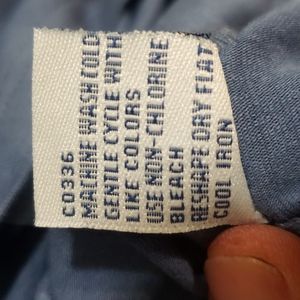 C0336
MACHINE WASH COLD
GENTLE CYCLE WITH
LIKE COLORS
USE NON-CHLORINE
BLEACH
RESHAPE DRY FLAT
COOL IRON